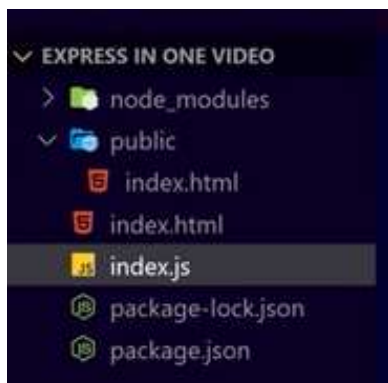 EXPRESS IN ONE VIDEO
node_modules
public
index.html
index.html
index.js
package-lock.json
package.json